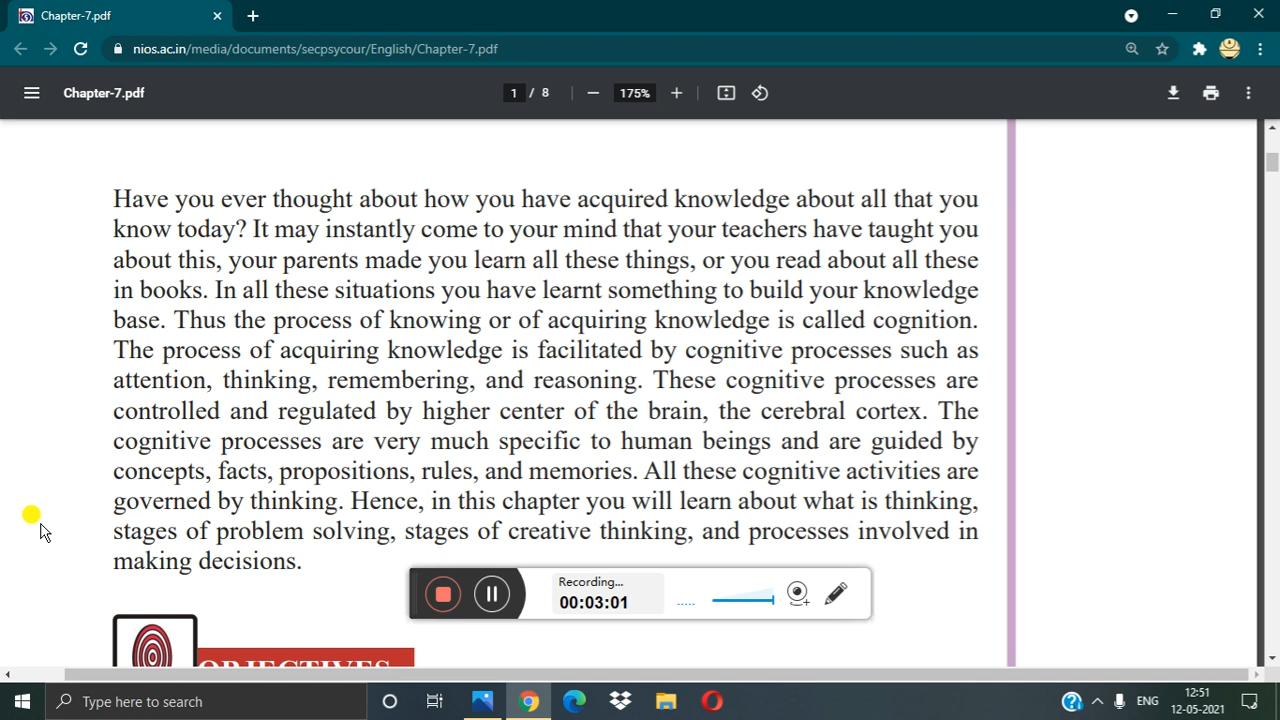 Chapter-7.pdf
nios.ac.in/media/documents/secpsycour/English/Chapter-7.pdf
Chapter-7.pdf
1 / 8
175%
Have you ever thought about how you have acquired knowledge about all that you
know today? It may instantly come to your mind that your teachers have taught you
about this, your parents made you learn all these things, or you read about all these
in books. In all these situations you have learnt something to build your knowledge
base. Thus the process of knowing or of acquiring knowledge is called cognition.
The process of acquiring knowledge is facilitated by cognitive processes such as
attention, thinking, remembering, and reasoning. These cognitive processes are
controlled and regulated by higher center of the brain, the cerebral cortex. The
cognitive processes are very much specific to human beings and are guided by
concepts, facts, propositions, rules, and memories. All these cognitive activities are
governed by thinking. Hence, in this chapter you will learn about what is thinking,
stages of problem solving, stages of creative thinking, and processes involved in
making decisions.
Recording...
00:03:01
OBJECTIVES
Type here to search
ENG
12:51
12-05-2021